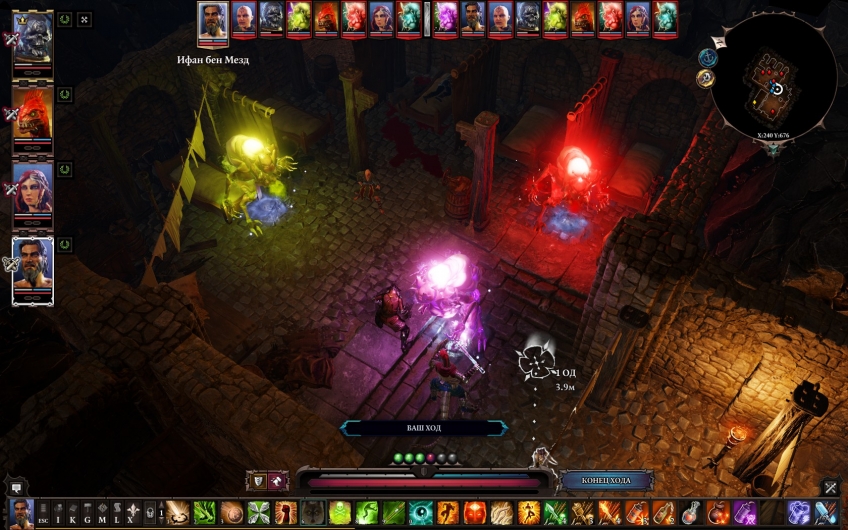 Ифан бен Мезд
X:240 Y:676
1 ОД
3.9м
ВАШ ХОД
КОНЕЦ ХОДА
ESC I K G M L X 1